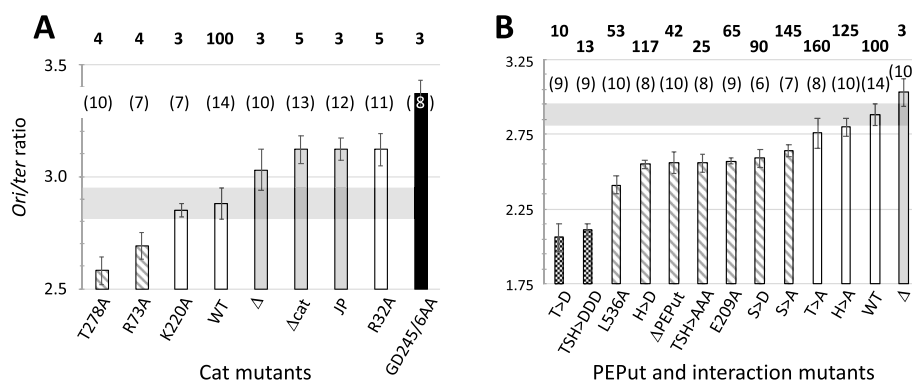 A
4 4 3 100 3 5 3 5 3
3.5
(10) (7) (7) (14) (10) (13) (12) (11) (8)
3.0
2.5
Ori/ter ratio
T278A R73A K220A WT Δ Δcat JP R32A GD245/6AA
Cat mutants
B
10 53 42 65 145 125 3
13 117 25 90 160 100
3.25
(10
(9) (9) (10) (8) (10) (8) (9) (6) (7) (8) (10) (14)
2.75
2.25
1.75
T>D TSH>DDD L536A H>D ΔPEPut TSH>AAA E209A S>D S>A T>A H>A WT Δ
PEPut and interaction mutants